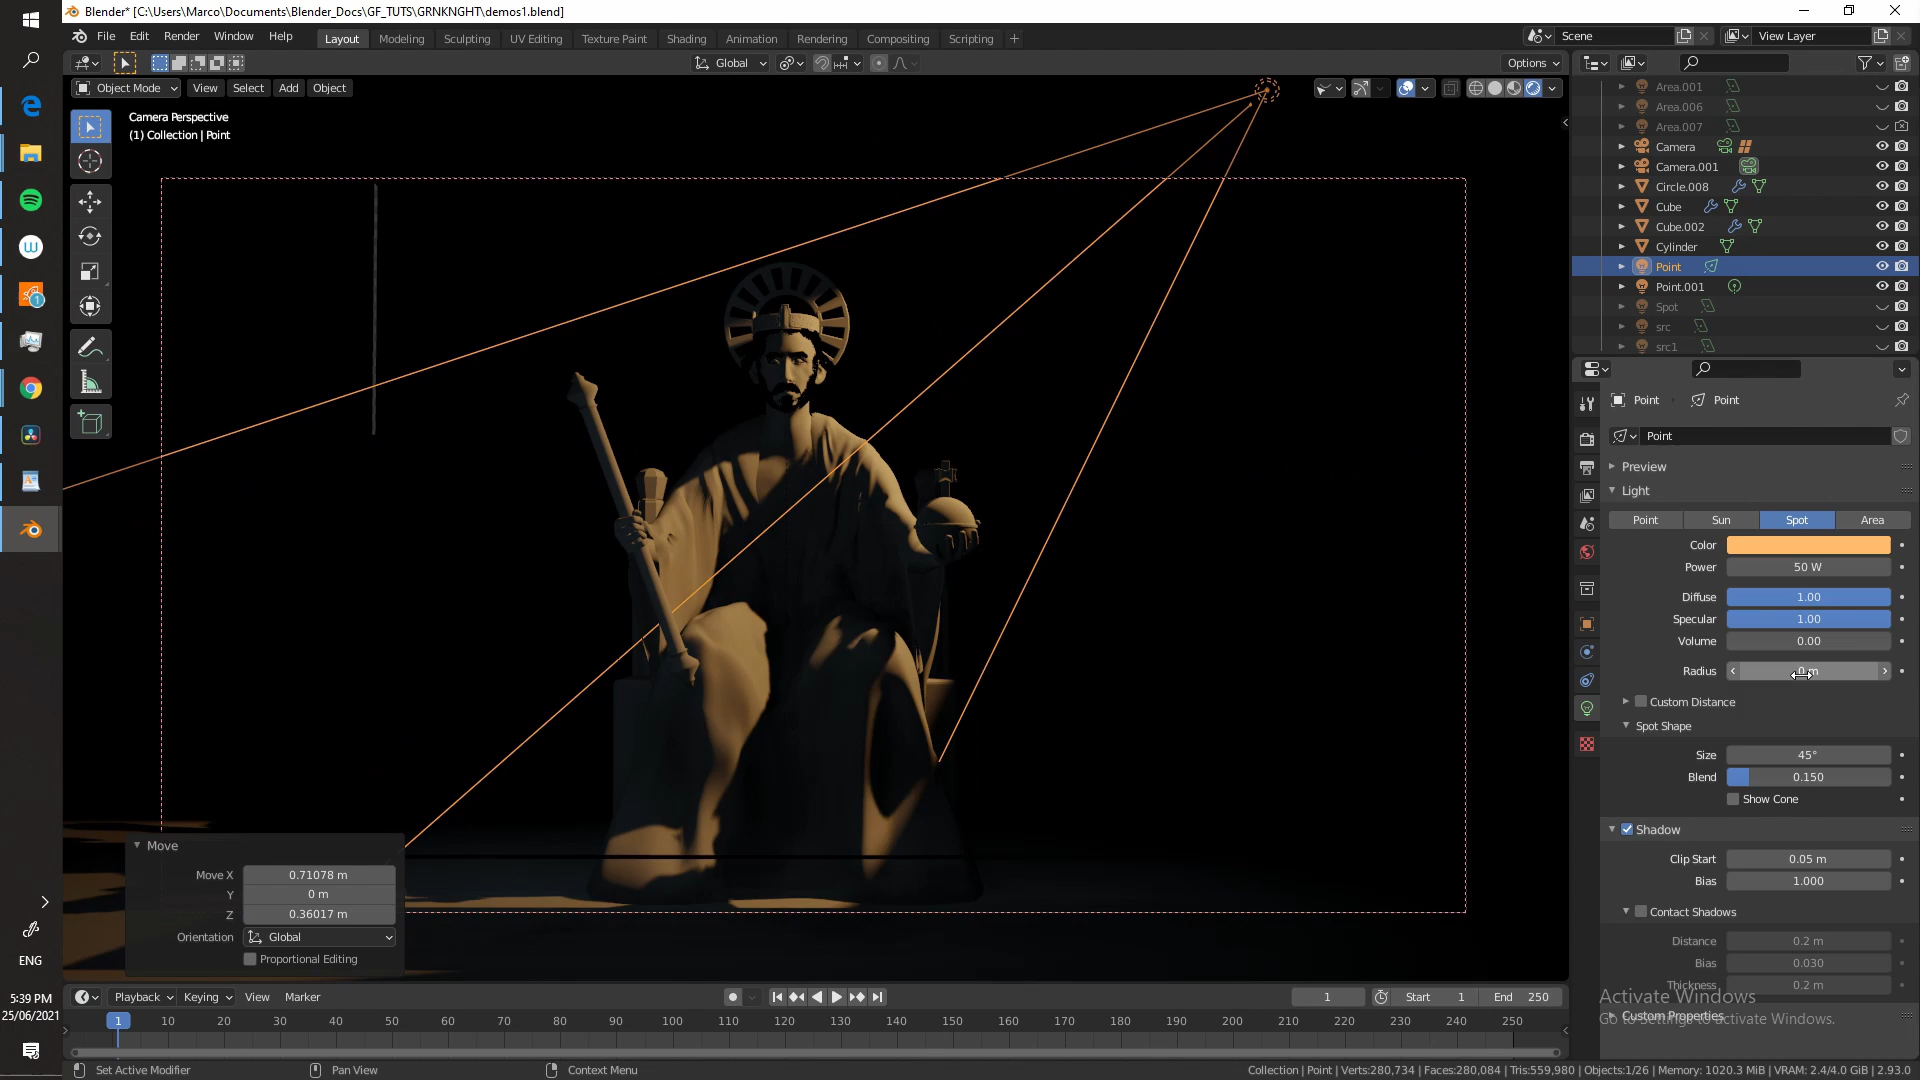 Blender* [C:\Users\Marco\Documents\Blender_Docs\GF_TUTS\GRNKNGHT\demos1.blend]
File Edit Render Window Help
Layout Modeling Sculpting UV Editing Texture Paint Shading Animation Rendering Compositing Scripting +
Scene View Layer
Global Options
Object Mode View Select Add Object
Camera Perspective
(1) Collection | Point
Area.001
Area.006
Area.007
Camera
Camera.001
Circle.008
Cube
Cube.002
Cylinder
Point
Point.001
Spot
src
src1
Point Point
Point
Preview
Light
Point Sun Spot Area
Color
Power 50 W
Diffuse 1.00
Specular 1.00
Volume 0.00
Radius 0 m
Custom Distance
Spot Shape
Size 45°
Blend 0.150
Show Cone
Shadow
Clip Start 0.05 m
Bias 1.000
Contact Shadows
Distance 0.2 m
Bias 0.030
Thickness 0.2 m
Custom Properties
Activate Windows
Go to Settings to activate Windows.
Move
Move X 0.71078 m
Y 0 m
Z 0.36017 m
Orientation Global
Proportional Editing
Playback Keying View Marker
1 Start 1 End 250
1 10 20 30 40 50 60 70 80 90 100 110 120 130 140 150 160 170 180 190 200 210 220 230 240 250
Set Active Modifier Pan View Context Menu
Collection | Point | Verts:280,734 | Faces:280,084 | Tris:559,980 | Objects:1/26 | Memory: 1020.3 MiB | VRAM: 2.4/4.0 GiB | 2.93.0
1
ENG
5:39 PM
25/06/2021